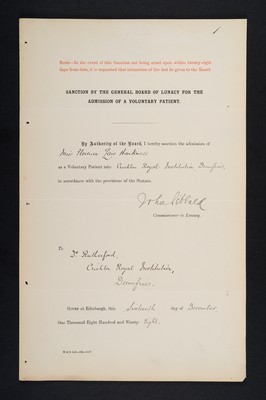 1
NOTE—In the event of this Sanction not being acted upon within twenty-eight
days from date, it is requested that intimation of the fact be given to the Board.
SANCTION BY THE GENERAL BOARD OF LUNACY FOR THE
ADMISSION OF A VOLUNTARY PATIENT.
By Authority of the Board, I hereby sanction the admission of
Miss Florence Harkness
as a Voluntary Patient into Crichton Royal Institution Dumfries,
in accordance with the provisions of the Statute.
John Sibbald
Commissioner in Lunacy.
To
Dr Rutherford,
Crichton Royal Institution,
Dumfries.
Given at Edinburgh, this Sixteenth day of December,
One Thousand Eight Hundred and Ninety-Eight.